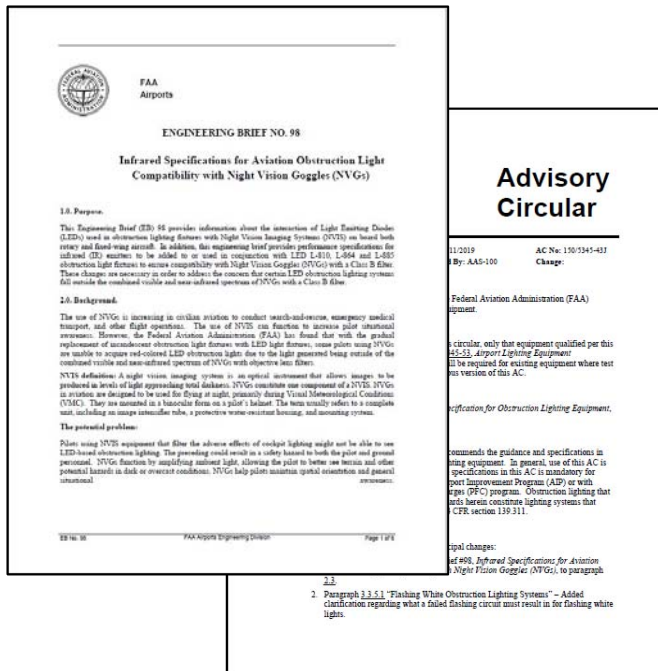 FAA
Airports
ENGINEERING BRIEF NO. 98
Infrared Specifications for Aviation Obstruction Light
Compatibility with Night Vision Goggles (NVGs)
1.0. Purpose.
This Engineering Brief (EB) 98 provides information about the interaction of Light Emitting Diodes
(LEDs) used in obstruction lighting fixtures with Night Vision Imaging Systems (NVIS) on board both
rotary and fixed-wing aircraft. In addition, this engineering brief provides performance specifications for
infrared (IR) emitters to be added to or used in conjunction with LED L-810, L-864 and L-885
obstruction light fixtures to ensure compatibility with Night Vision Goggles (NVGs) with a Class B filter.
These changes are necessary in order to address the concern that certain LED obstruction lighting systems
fall outside the combined visible and near-infrared spectrum of NVGs with a Class B filter.
2.0. Background.
The use of NVGs is increasing in civilian aviation to conduct search-and-rescue, emergency medical
transport, and other flight operations. The use of NVIS can function to increase pilot situational
awareness. However, the Federal Aviation Administration (FAA) has found that with the gradual
replacement of incandescent obstruction light fixtures with LED light fixtures, some pilots using NVGs
are unable to acquire red-colored LED obstruction lights due to the light generated being outside of the
combined visible and near-infrared spectrum of NVGs with objective lens filters.
NVIS definition: A night vision imaging system is an optical instrument that allows images to be
produced in levels of light approaching total darkness. NVGs constitute one component of a NVIS. NVGs
in aviation are designed to be used for flying at night, primarily during Visual Meteorological Conditions
(VMC). They are mounted in a binocular form on a pilot's helmet. The term usually refers to a complete
unit, including an image intensifier tube, a protective water-resistant housing, and mounting system.
The potential problem:
Pilots using NVIS equipment that filter the adverse effects of cockpit lighting might not be able to see
LED-based obstruction lighting. The preceding could result in a safety hazard to both the pilot and ground
personnel. NVGs function by amplifying ambient light, allowing the pilot to better see terrain and other
potential hazards in dark or overcast conditions. NVGs help pilots maintain spatial orientation and general
situational awareness.
EB No. 98 FAA Airports Engineering Division Page 1 of 6
Advisory
Circular
11/2019 AC No: 150/5345-43J
By: AAS-100 Change:
Federal Aviation Administration (FAA)
circular, only that equipment qualified per this
45-53, Airport Lighting Equipment
ll be required for existing equipment where test
ous version of this AC.
ecification for Obstruction Lighting Equipment,
ommends the guidance and specifications in
hting equipment. In general, use of this AC is
specifications in this AC is mandatory for
port Improvement Program (AIP) or with
arges (PFC) program. Obstruction lighting that
ards herein constitute lighting systems that
CFR section 139.311.
cipal changes:
ief #98, Infrared Specifications for Aviation
Night Vision Goggles (NVGs), to paragraph
2.3.
2. Paragraph 3.3.5.1 "Flashing White Obstruction Lighting Systems" – Added
clarification regarding what a failed flashing circuit must result in for flashing white
lights.